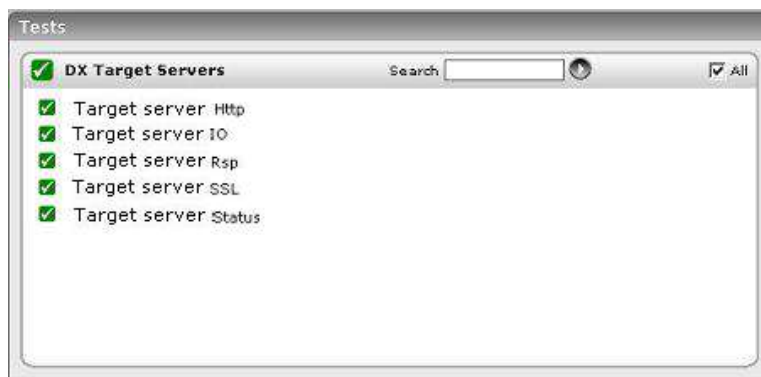 Tests
DX Target Servers Search All
Target server Http
Target server IO
Target server Rsp
Target server SSL
Target server Status